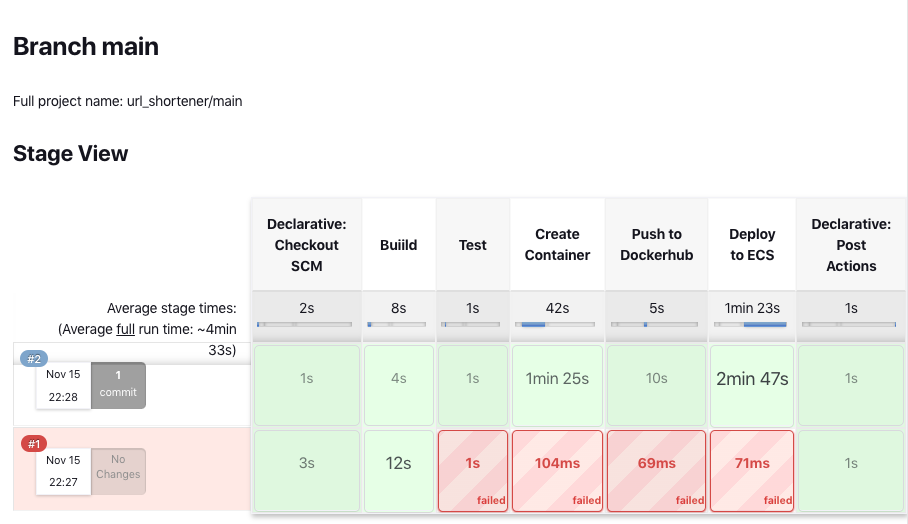 Branch main
Full project name: url_shortener/main
Stage View
Declarative:
Checkout
SCM
Buiild
Test
Create
Container
Push to
Dockerhub
Deploy
to ECS
Declarative:
Post
Actions
Average stage times:
(Average full run time: ~4min
33s)
2s
8s
1s
42s
5s
1min 23s
1s
#2
Nov 15
22:28
1
commit
1s
4s
1s
1min 25s
10s
2min 47s
1s
#1
Nov 15
22:27
No
Changes
3s
12s
1s
failed
104ms
failed
69ms
failed
71ms
failed
1s